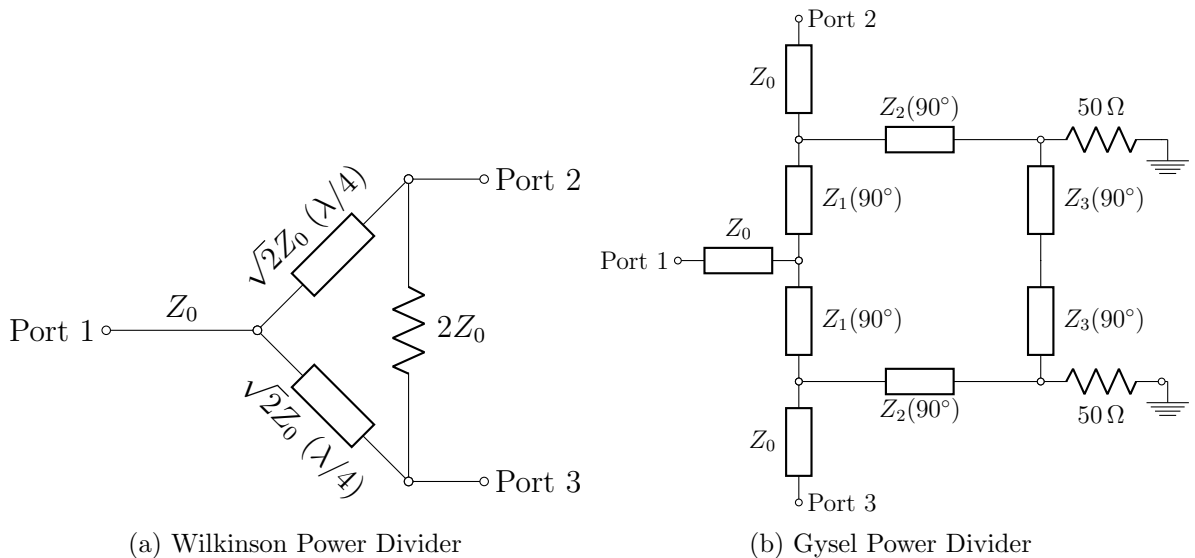 Port 1
Z₀
√2Z₀ (λ/4)
√2Z₀ (λ/4)
2Z₀
Port 2
Port 3
(a) Wilkinson Power Divider
Port 2
Z₀
Z₂(90°)
50 Ω
Z₁(90°)
Z₃(90°)
Port 1
Z₀
Z₁(90°)
Z₃(90°)
Z₂(90°)
50 Ω
Z₀
Port 3
(b) Gysel Power Divider